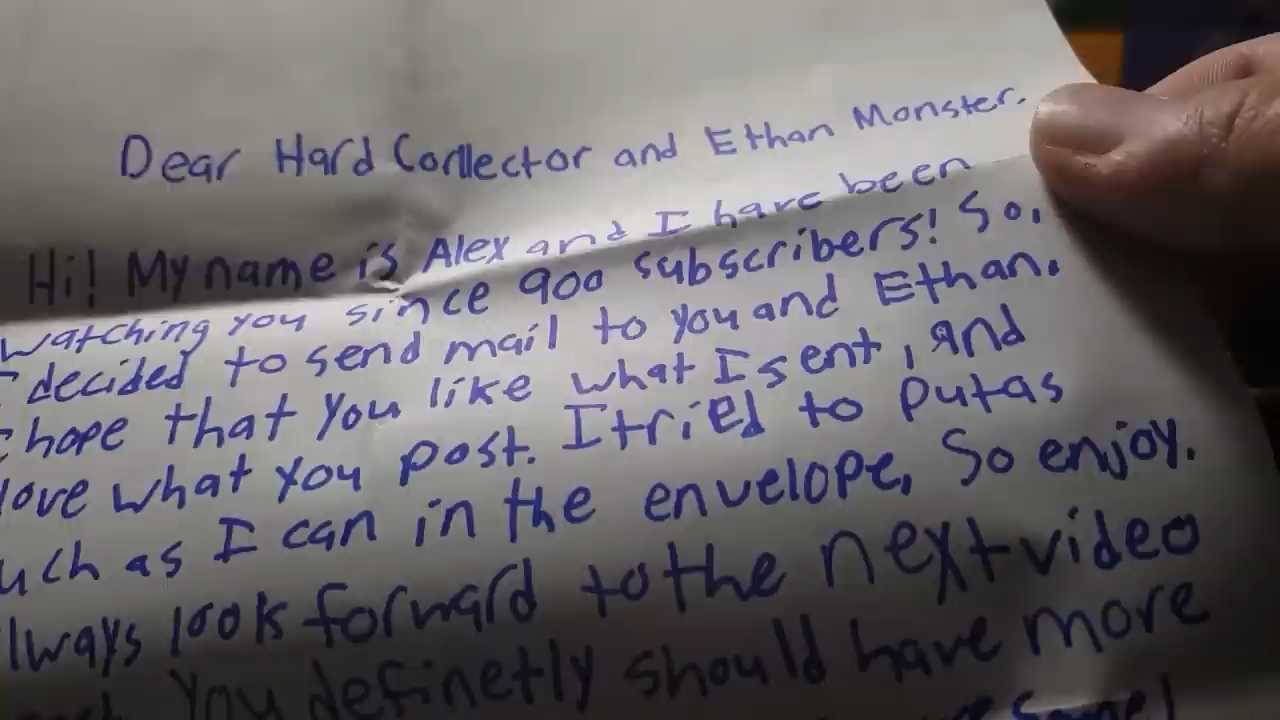 Dear Hard Corllector and Ethan Monster.
Hi! My name is Alex and I have been
watching you since 900 subscribers! So,
I decided to send mail to you and Ethan.
I hope that you like what I sent, and
love what you post. I tried to put as
uch as I can in the envelope, So enjoy.
lways look forward to the next video
You definetly should have more